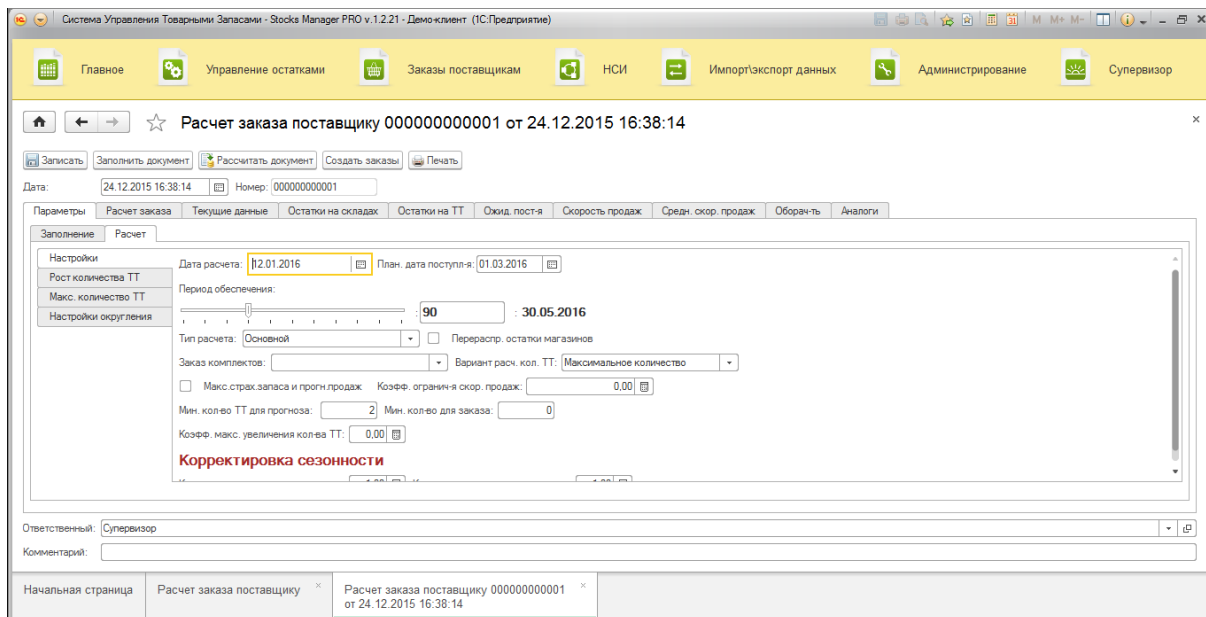 Система Управления Товарными Запасами - Stocks Manager PRO v.1.2.21 - Демо-клиент (1С:Предприятие) M M+ M-
Главное Управление остатками Заказы поставщикам НСИ Импорт\экспорт данных Администрирование Супервизор
Расчет заказа поставщику 000000000001 от 24.12.2015 16:38:14
Записать Заполнить документ Рассчитать документ Создать заказы Печать
Дата: 24.12.2015 16:38:14 Номер: 000000000001
Параметры Расчет заказа Текущие данные Остатки на складах Остатки на ТТ Ожид. пост-я Скорость продаж Средн. скор. продаж Оборач-ть Аналоги
Заполнение Расчет
Настройки
Рост количества ТТ
Макс. количество ТТ
Настройки округления
Дата расчета: 12.01.2016 План. дата поступл-я: 01.03.2016
Период обеспечения:
: 90 : 30.05.2016
Тип расчета: Основной Перераспр. остатки магазинов
Заказ комплектов: Вариант расч. кол. ТТ: Максимальное количество
Макс.страх.запаса и прогн.продаж Коэфф. огранич-я скор. продаж: 0,00
Мин. кол-во ТТ для прогноза: 2 Мин. кол-во для заказа: 0
Коэфф. макс. увеличения кол-ва ТТ: 0,00
Корректировка сезонности
Ответственный: Супервизор
Комментарий:
Начальная страница Расчет заказа поставщику Расчет заказа поставщику 000000000001
от 24.12.2015 16:38:14